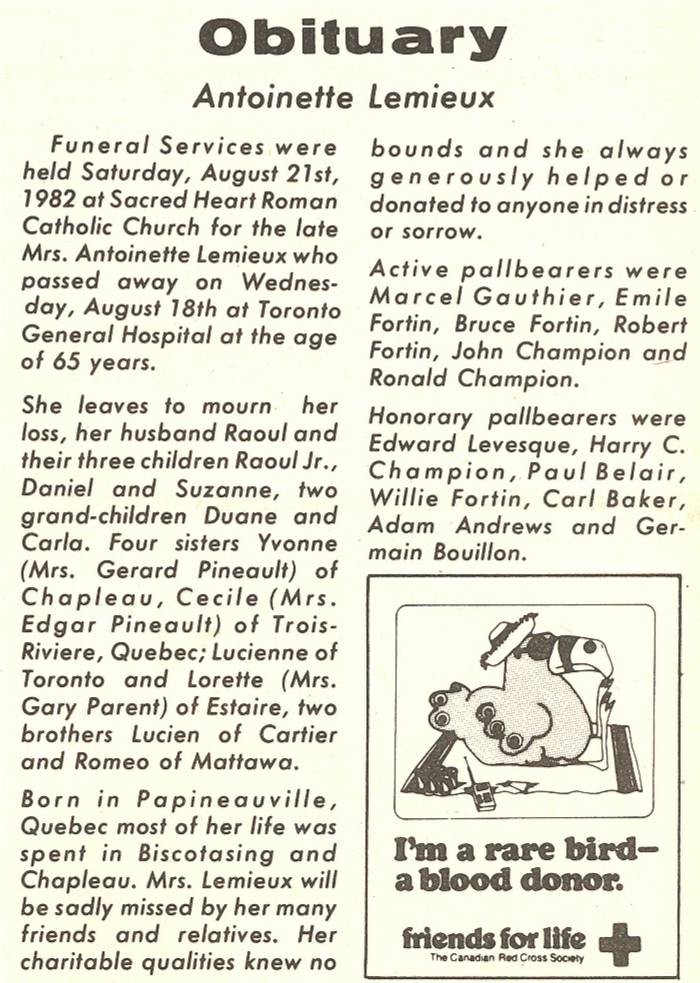 Obituary
Antoinette Lemieux
Funeral Services were
held Saturday, August 21st,
1982 at Sacred Heart Roman
Catholic Church for the late
Mrs. Antoinette Lemieux who
passed away on Wednes-
day, August 18th at Toronto
General Hospital at the age
of 65 years.
She leaves to mourn her
loss, her husband Raoul and
their three children Raoul Jr.,
Daniel and Suzanne, two
grand-children Duane and
Carla. Four sisters Yvonne
(Mrs. Gerard Pineault) of
Chapleau, Cecile (Mrs.
Edgar Pineault) of Trois-
Riviere, Quebec; Lucienne of
Toronto and Lorette (Mrs.
Gary Parent) of Estaire, two
brothers Lucien of Cartier
and Romeo of Mattawa.
Born in Papineauville,
Quebec most of her life was
spent in Biscotasing and
Chapleau. Mrs. Lemieux will
be sadly missed by her many
friends and relatives. Her
charitable qualities knew no
bounds and she always
generously helped or
donated to anyone in distress
or sorrow.
Active pallbearers were
Marcel Gauthier, Emile
Fortin, Bruce Fortin, Robert
Fortin, John Champion and
Ronald Champion.
Honorary pallbearers were
Edward Levesque, Harry C.
Champion, Paul Belair,
Willie Fortin, Carl Baker,
Adam Andrews and Ger-
main Bouillon.
I'm a rare bird–
a blood donor.
friends for life
The Canadian Red Cross Society